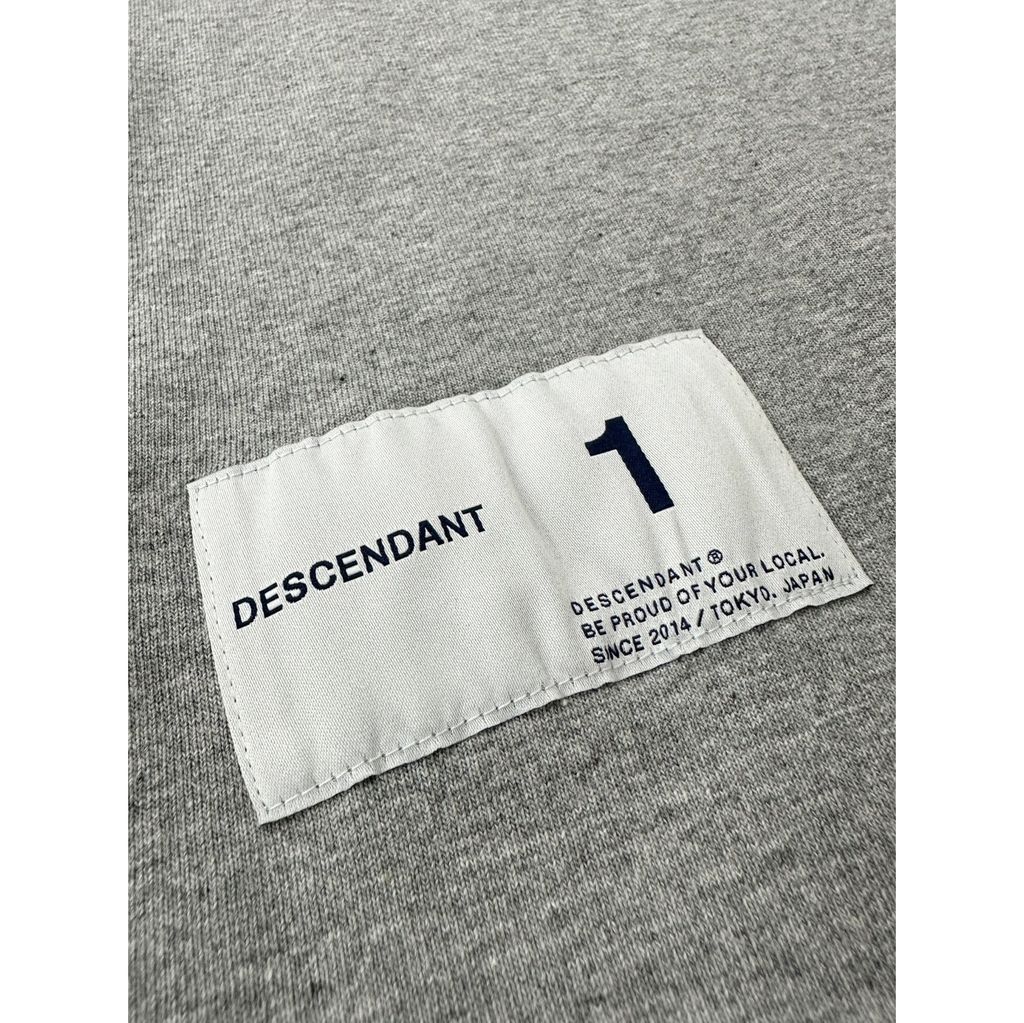 DESCENDANT
1
DESCENDANT®
BE PROUD OF YOUR LOCAL.
SINCE 2014 / TOKYO. JAPAN